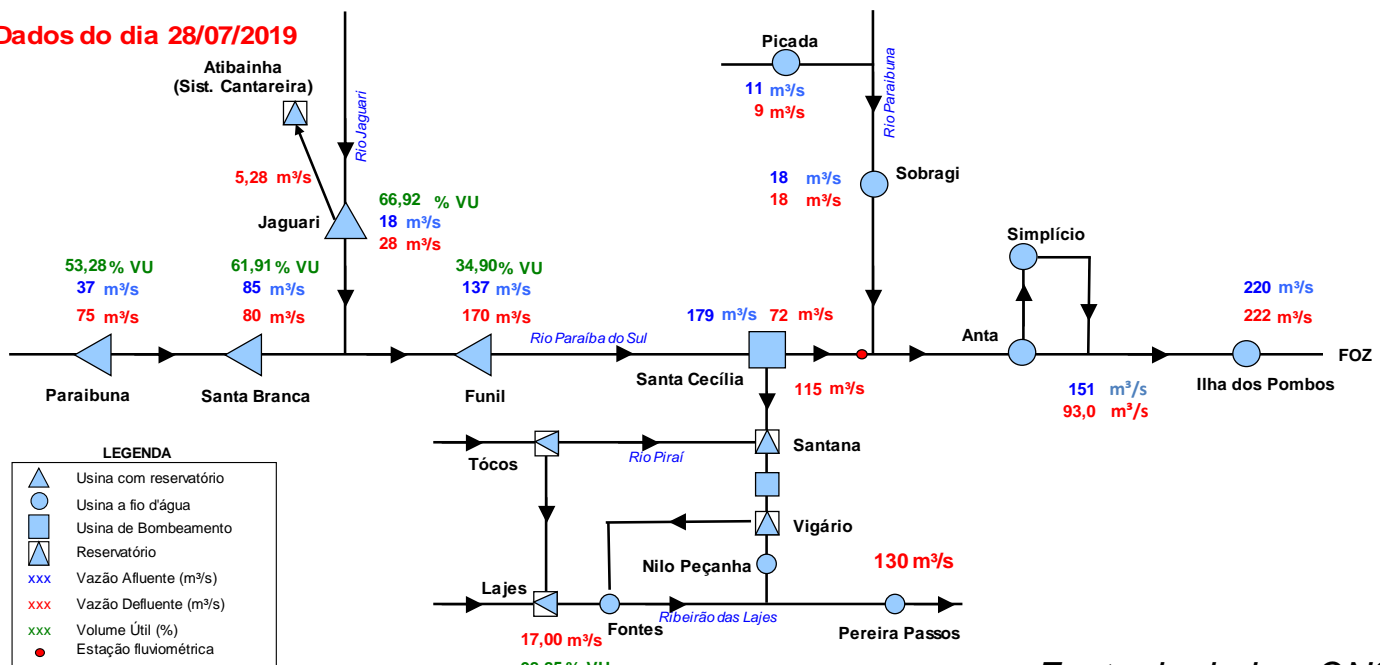 Dados do dia 28/07/2019
Atibainha
(Sist. Cantareira)
Rio Jaguari
5,28 m³/s
Jaguari
66,92 % VU
18 m³/s
28 m³/s
Picada
11 m³/s
9 m³/s
Rio Paraibuna
18 m³/s
18 m³/s
Sobragi
Simplício
53,28% VU
37 m³/s
75 m³/s
61,91% VU
85 m³/s
80 m³/s
34,90% VU
137 m³/s
170 m³/s
Rio Paraíba do Sul
179 m³/s 72 m³/s
Anta
220 m³/s
222 m³/s
FOZ
Paraibuna
Santa Branca
Funil
Santa Cecília
115 m³/s
151 m³/s
93,0 m³/s
Ilha dos Pombos
Tócos
Rio Piraí
Santana
Vigário
Nilo Peçanha
130 m³/s
Lajes
Fontes
Ribeirão das Lajes
Pereira Passos
17,00 m³/s
LEGENDA
Usina com reservatório
Usina a fio d'água
Usina de Bombeamento
Reservatório
xxx Vazão Afluente (m³/s)
xxx Vazão Defluente (m³/s)
xxx Volume Útil (%)
Estação fluviométrica